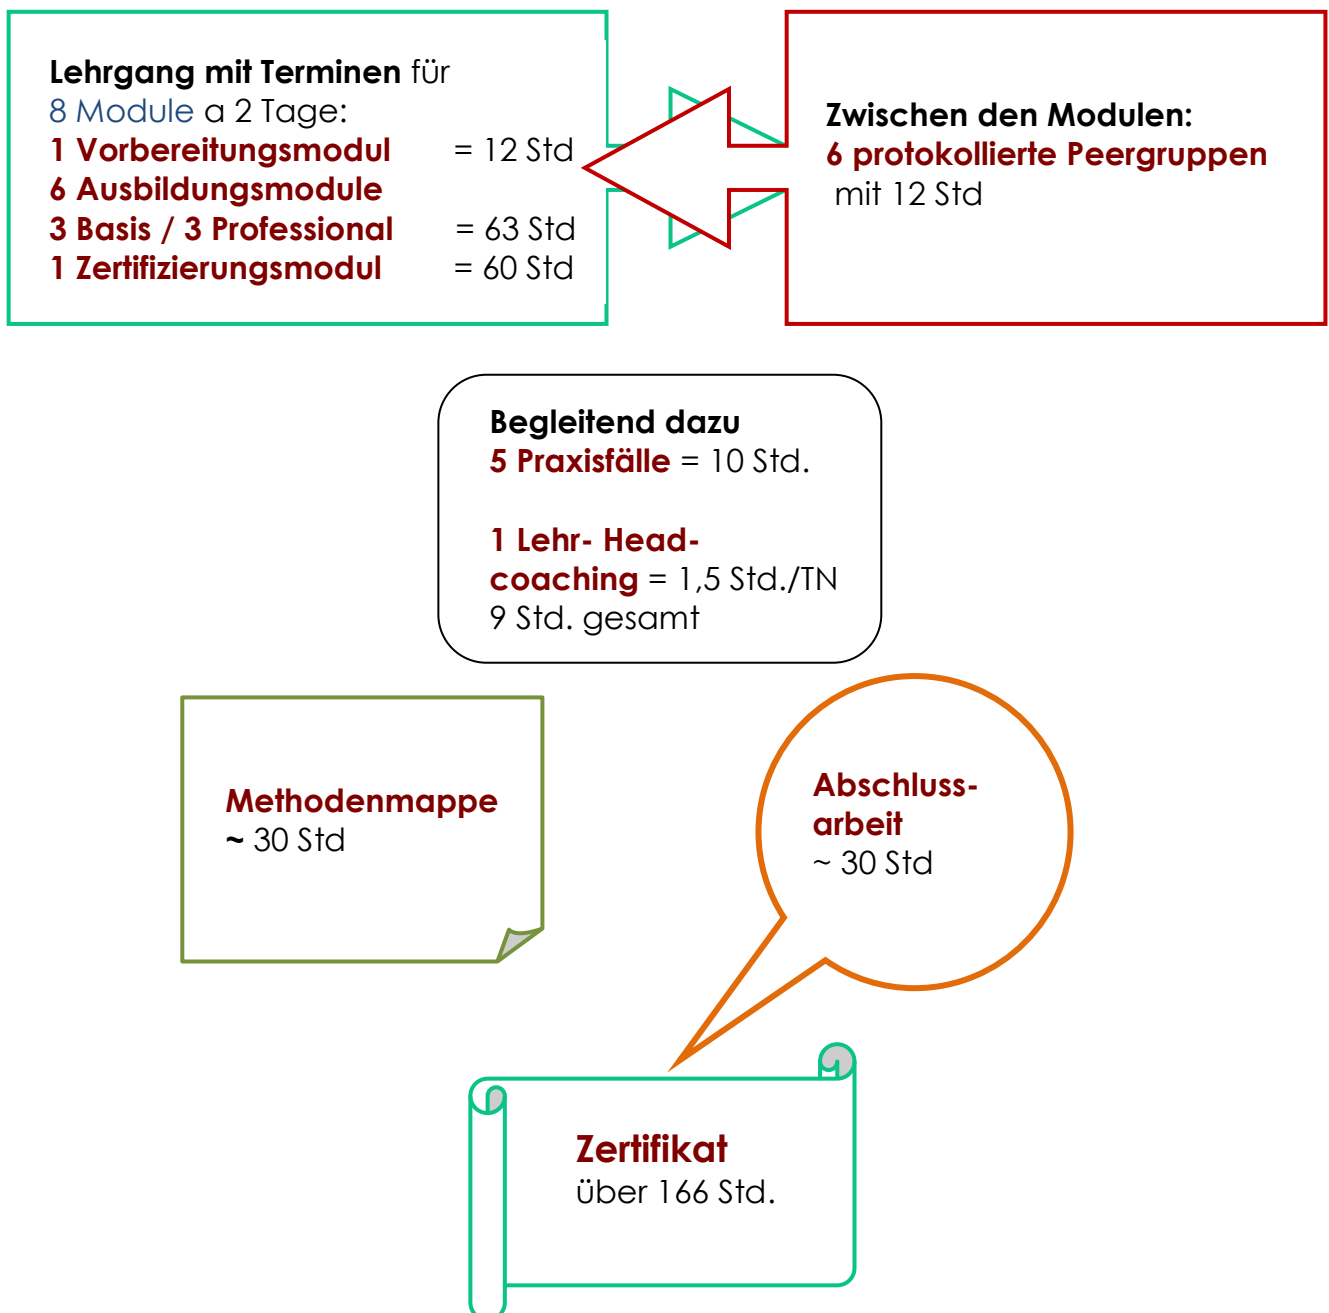 Lehrgang mit Terminen für
8 Module a 2 Tage:
1 Vorbereitungsmodul = 12 Std
6 Ausbildungsmodule
3 Basis / 3 Professional = 63 Std
1 Zertifizierungsmodul = 60 Std
Zwischen den Modulen:
6 protokollierte Peergruppen
mit 12 Std
Begleitend dazu
5 Praxisfälle = 10 Std.
1 Lehr- Head-
coaching = 1,5 Std./TN
9 Std. gesamt
Methodenmappe
~ 30 Std
Abschluss-
arbeit
~ 30 Std
Zertifikat
über 166 Std.